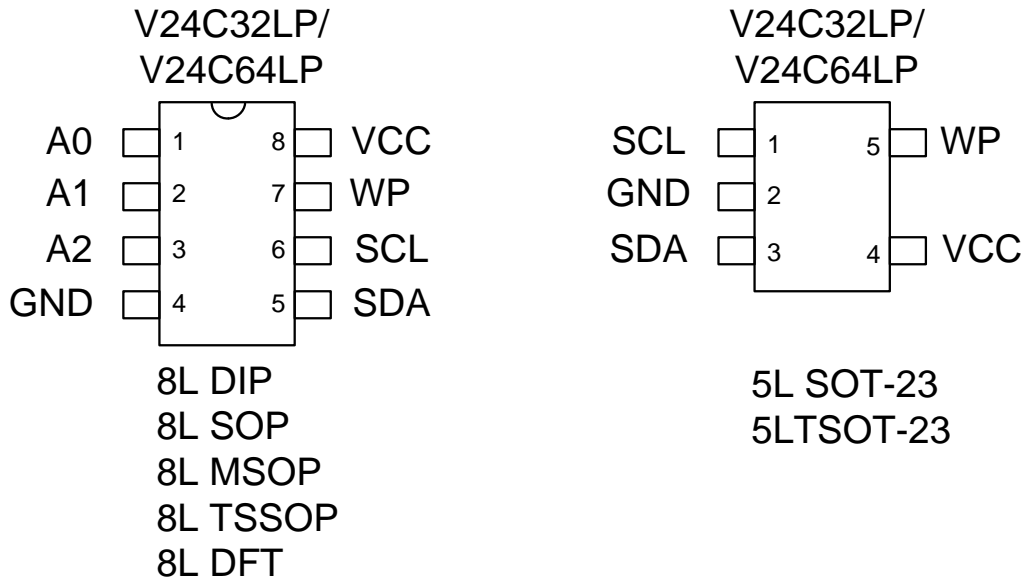 V24C32LP/
V24C64LP
A0 1 8 VCC
A1 2 7 WP
A2 3 6 SCL
GND 4 5 SDA
8L DIP
8L SOP
8L MSOP
8L TSSOP
8L DFT
V24C32LP/
V24C64LP
SCL 1 5 WP
GND 2
SDA 3 4 VCC
5L SOT-23
5LTSOT-23